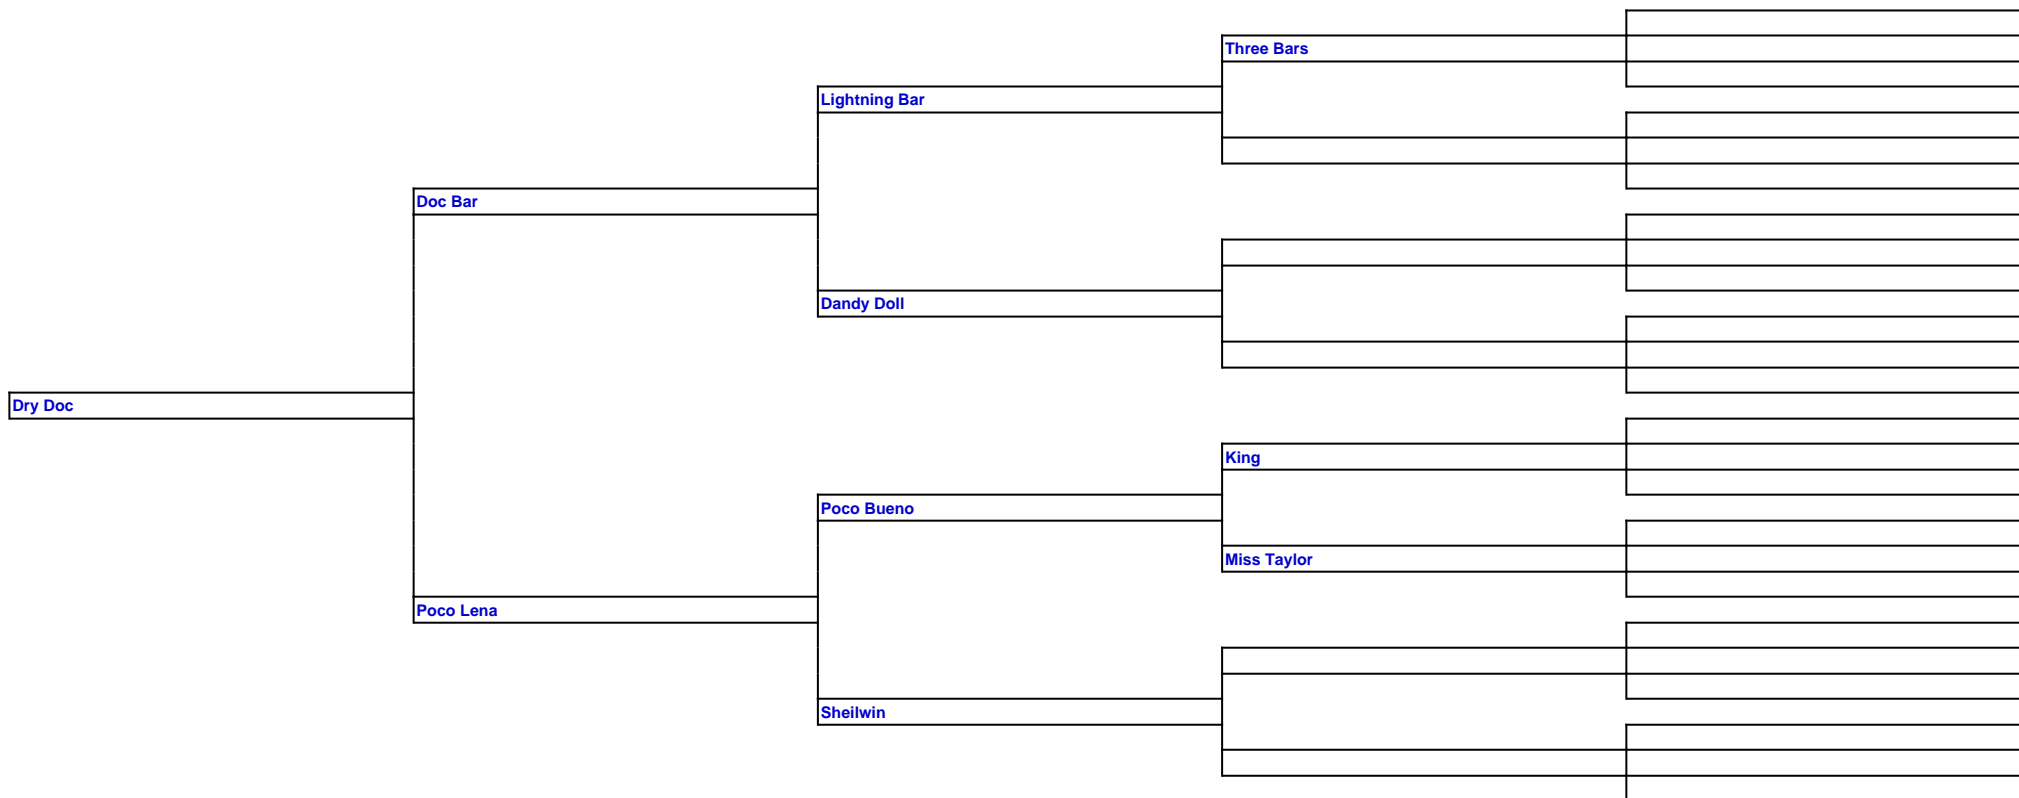 Three Bars
Lightning Bar
Doc Bar
Dandy Doll
Dry Doc
King
Poco Bueno
Miss Taylor
Poco Lena
Sheilwin